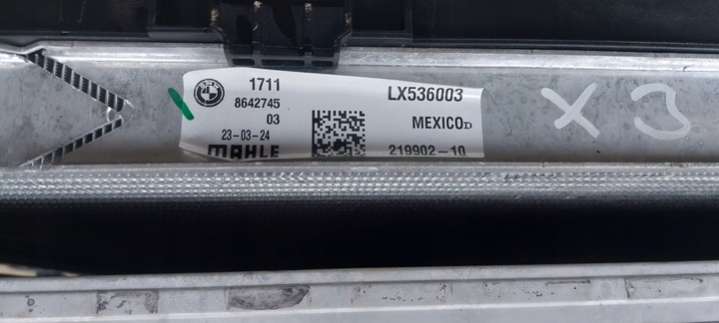 1711
8642745
03
23-03-24
MAHLE
LX536003
MEXICOD
219902-10
X3